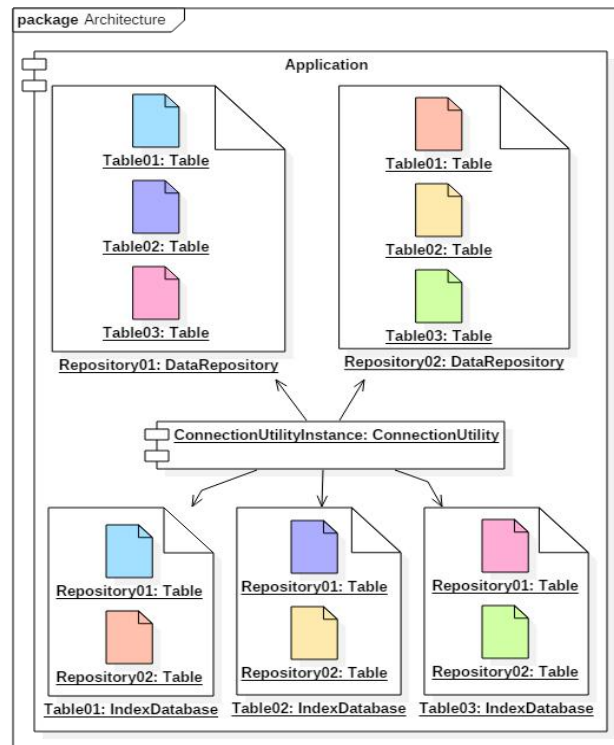 package Architecture
Application
Table01: Table
Table02: Table
Table03: Table
Repository01: DataRepository
Table01: Table
Table02: Table
Table03: Table
Repository02: DataRepository
ConnectionUtilityInstance: ConnectionUtility
Repository01: Table
Repository02: Table
Table01: IndexDatabase
Repository01: Table
Repository02: Table
Table02: IndexDatabase
Repository01: Table
Repository02: Table
Table03: IndexDatabase